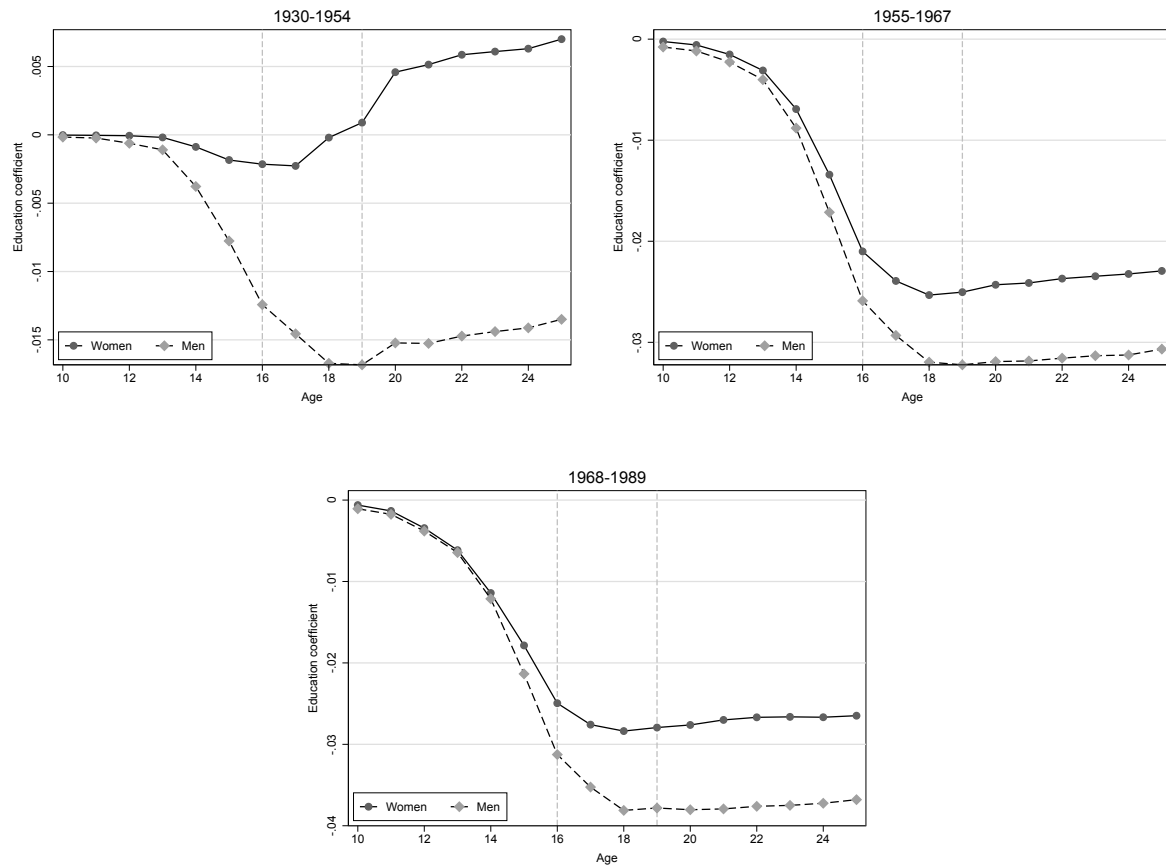 1930-1954
Education coefficient
.005
0
-.005
-.01
-.015
Women Men
10 12 14 16 18 20 22 24
Age
1955-1967
Education coefficient
0
-.01
-.02
-.03
Women Men
10 12 14 16 18 20 22 24
Age
1968-1989
Education coefficient
0
-.01
-.02
-.03
-.04
Women Men
10 12 14 16 18 20 22 24
Age